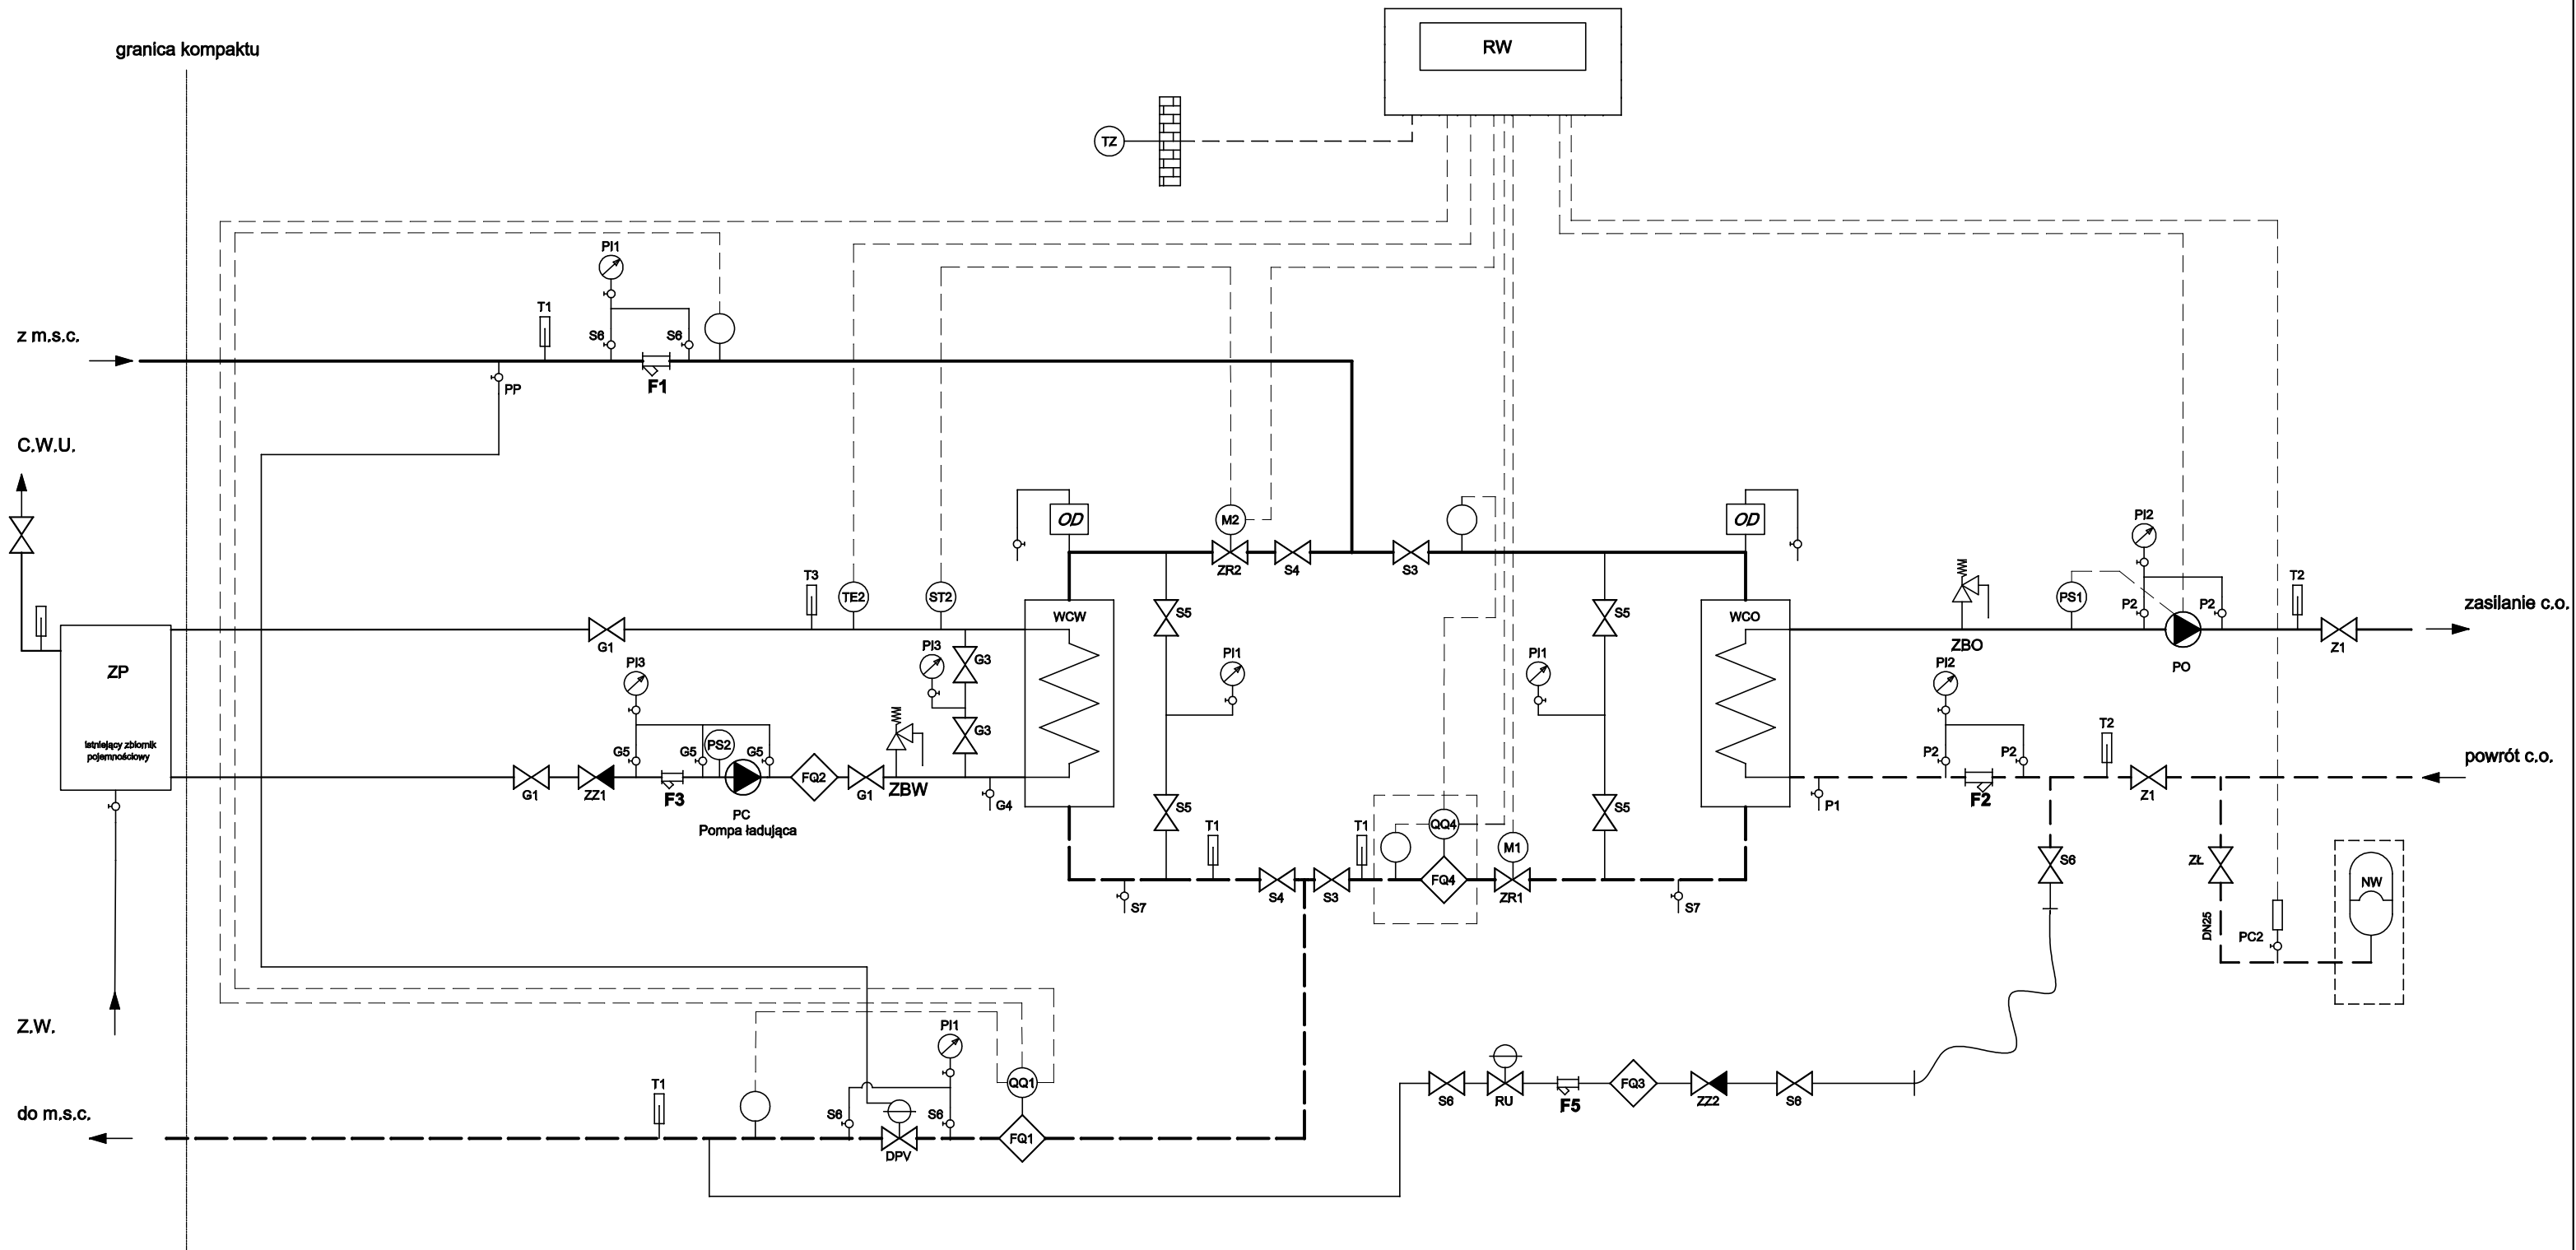 granica kompaktu
RW
TZ
PI1
T1
z m.s.c.
S6
S6
F1
PP
C.W.U.
OD
M2
OD
PI2
ZR2
S4
S3
T3
TE2
ST2
WCW
S5
S5
WCO
PS1
P2
P2
T2
zasilanie c.o.
G1
PI3
G3
PI3
PI1
PI1
ZBO
PO
Z1
ZP
istniejący zbiornik
pojemnościowy
PI2
G3
G5
G5
PS2
G5
P2
P2
T2
powrót c.o.
G1
ZZ1
F3
FQ2
G1
ZBW
G4
F2
Z1
P1
PC
Pompa ładująca
S5
S5
T1
T1
QQ4
M1
S6
ZŁ
NW
S4
S3
FQ4
ZR1
S7
S7
DN25
PC2
Z.W.
PI1
QQ1
T1
do m.s.c.
S6
S6
DPV
FQ1
S6
RU
F5
FQ3
ZZ2
S6